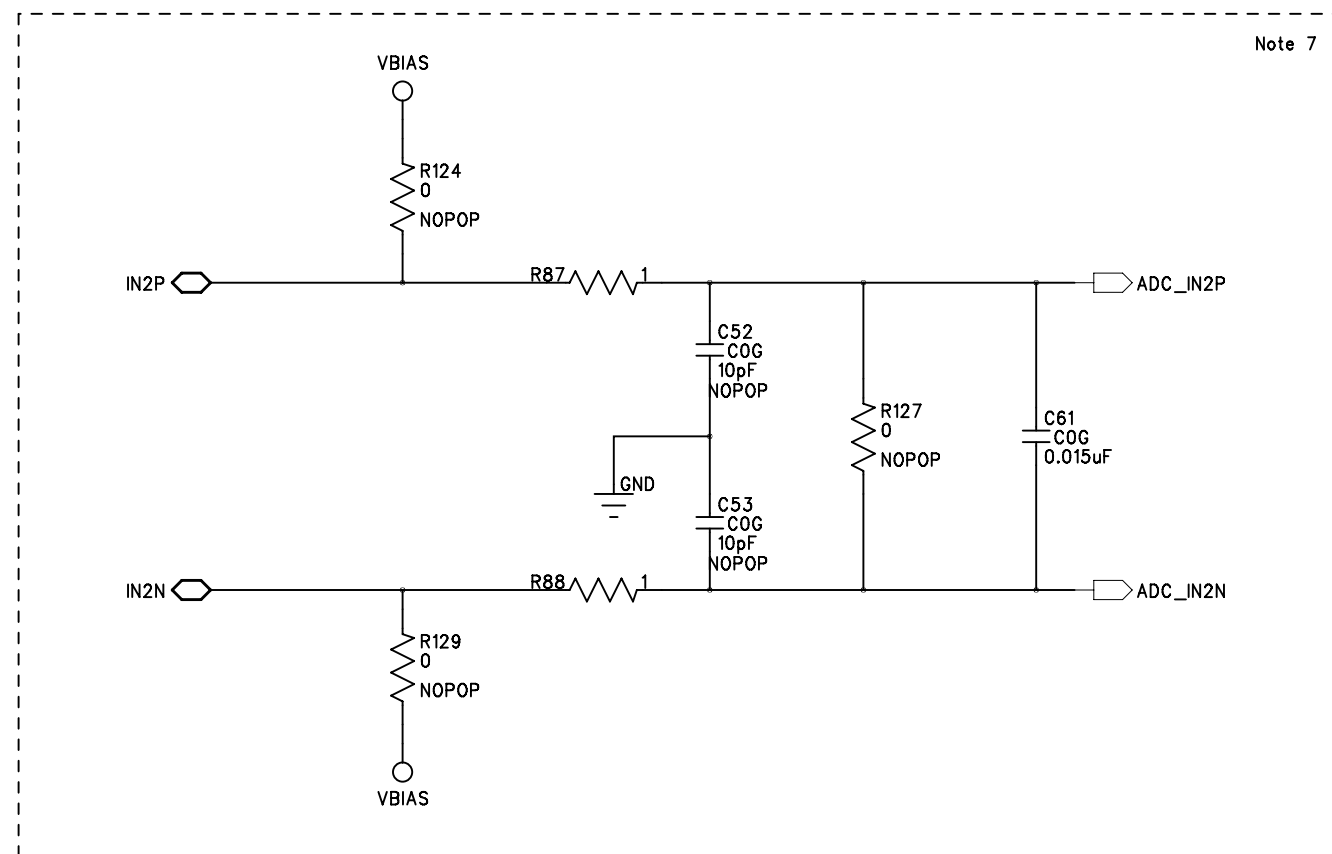 Note 7
VBIAS
R124
0
NOPOP
IN2P
R87
1
ADC_IN2P
C52
C0G
10pF
NOPOP
R127
0
NOPOP
C61
C0G
0.015uF
GND
C53
C0G
10pF
NOPOP
IN2N
R88
1
ADC_IN2N
R129
0
NOPOP
VBIAS